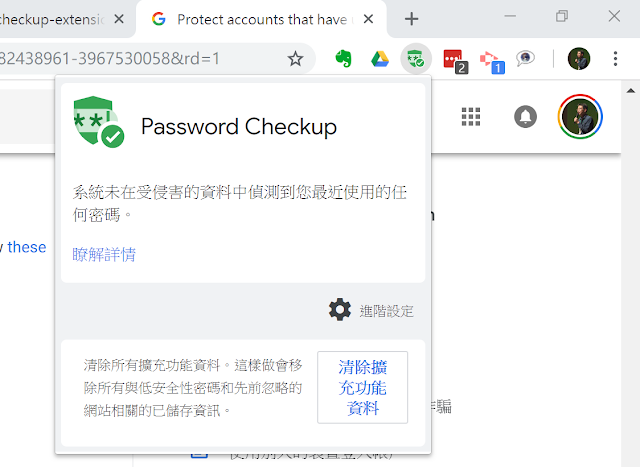 checkup-extensio
Protect accounts that have
82438961-3967530058&rd=1
2
1
**!
Password Checkup
系統未在受侵害的資料中偵測到您最近使用的任
何密碼。
these
瞭解詳情
進階設定
清除所有擴充功能資料。這樣做會移
除所有與低安全性密碼和先前忽略的
網站相關的已儲存資訊。
清除擴
充功能
資料